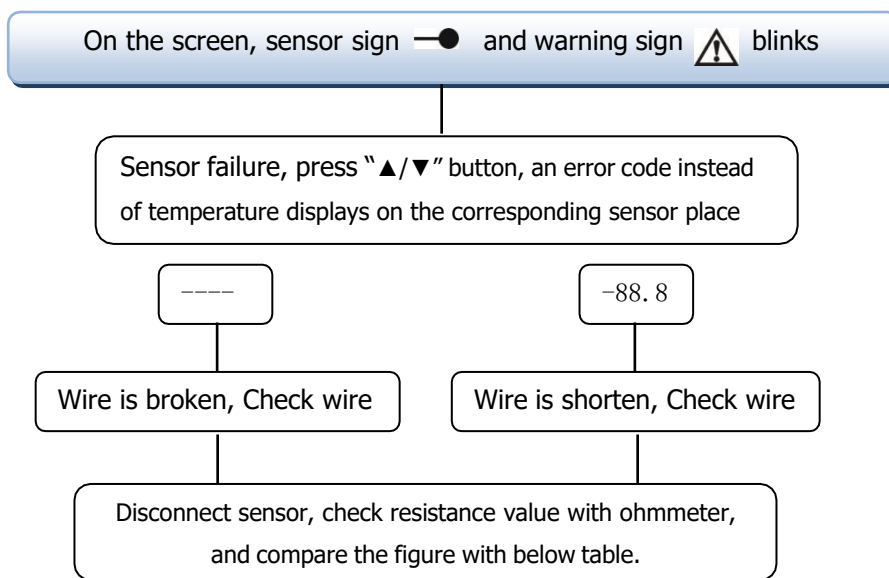 On the screen, sensor sign and warning sign blinks
Sensor failure, press “▲/▼” button, an error code instead
of temperature displays on the corresponding sensor place
----
-88.8
Wire is broken, Check wire
Wire is shorten, Check wire
Disconnect sensor, check resistance value with ohmmeter,
and compare the figure with below table.